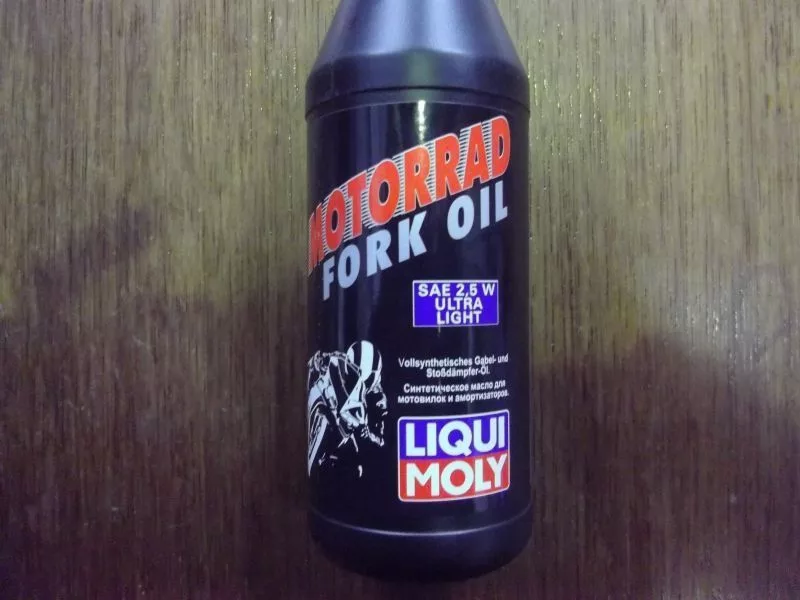 MOTORRAD
FORK OIL
SAE 2,5 W
ULTRA
LIGHT
Vollsynthetisches Gabel- und
Stoßdämpfer-Öl.
Синтетическое масло для
мотовилок и амортизаторов.
LIQUI
MOLY